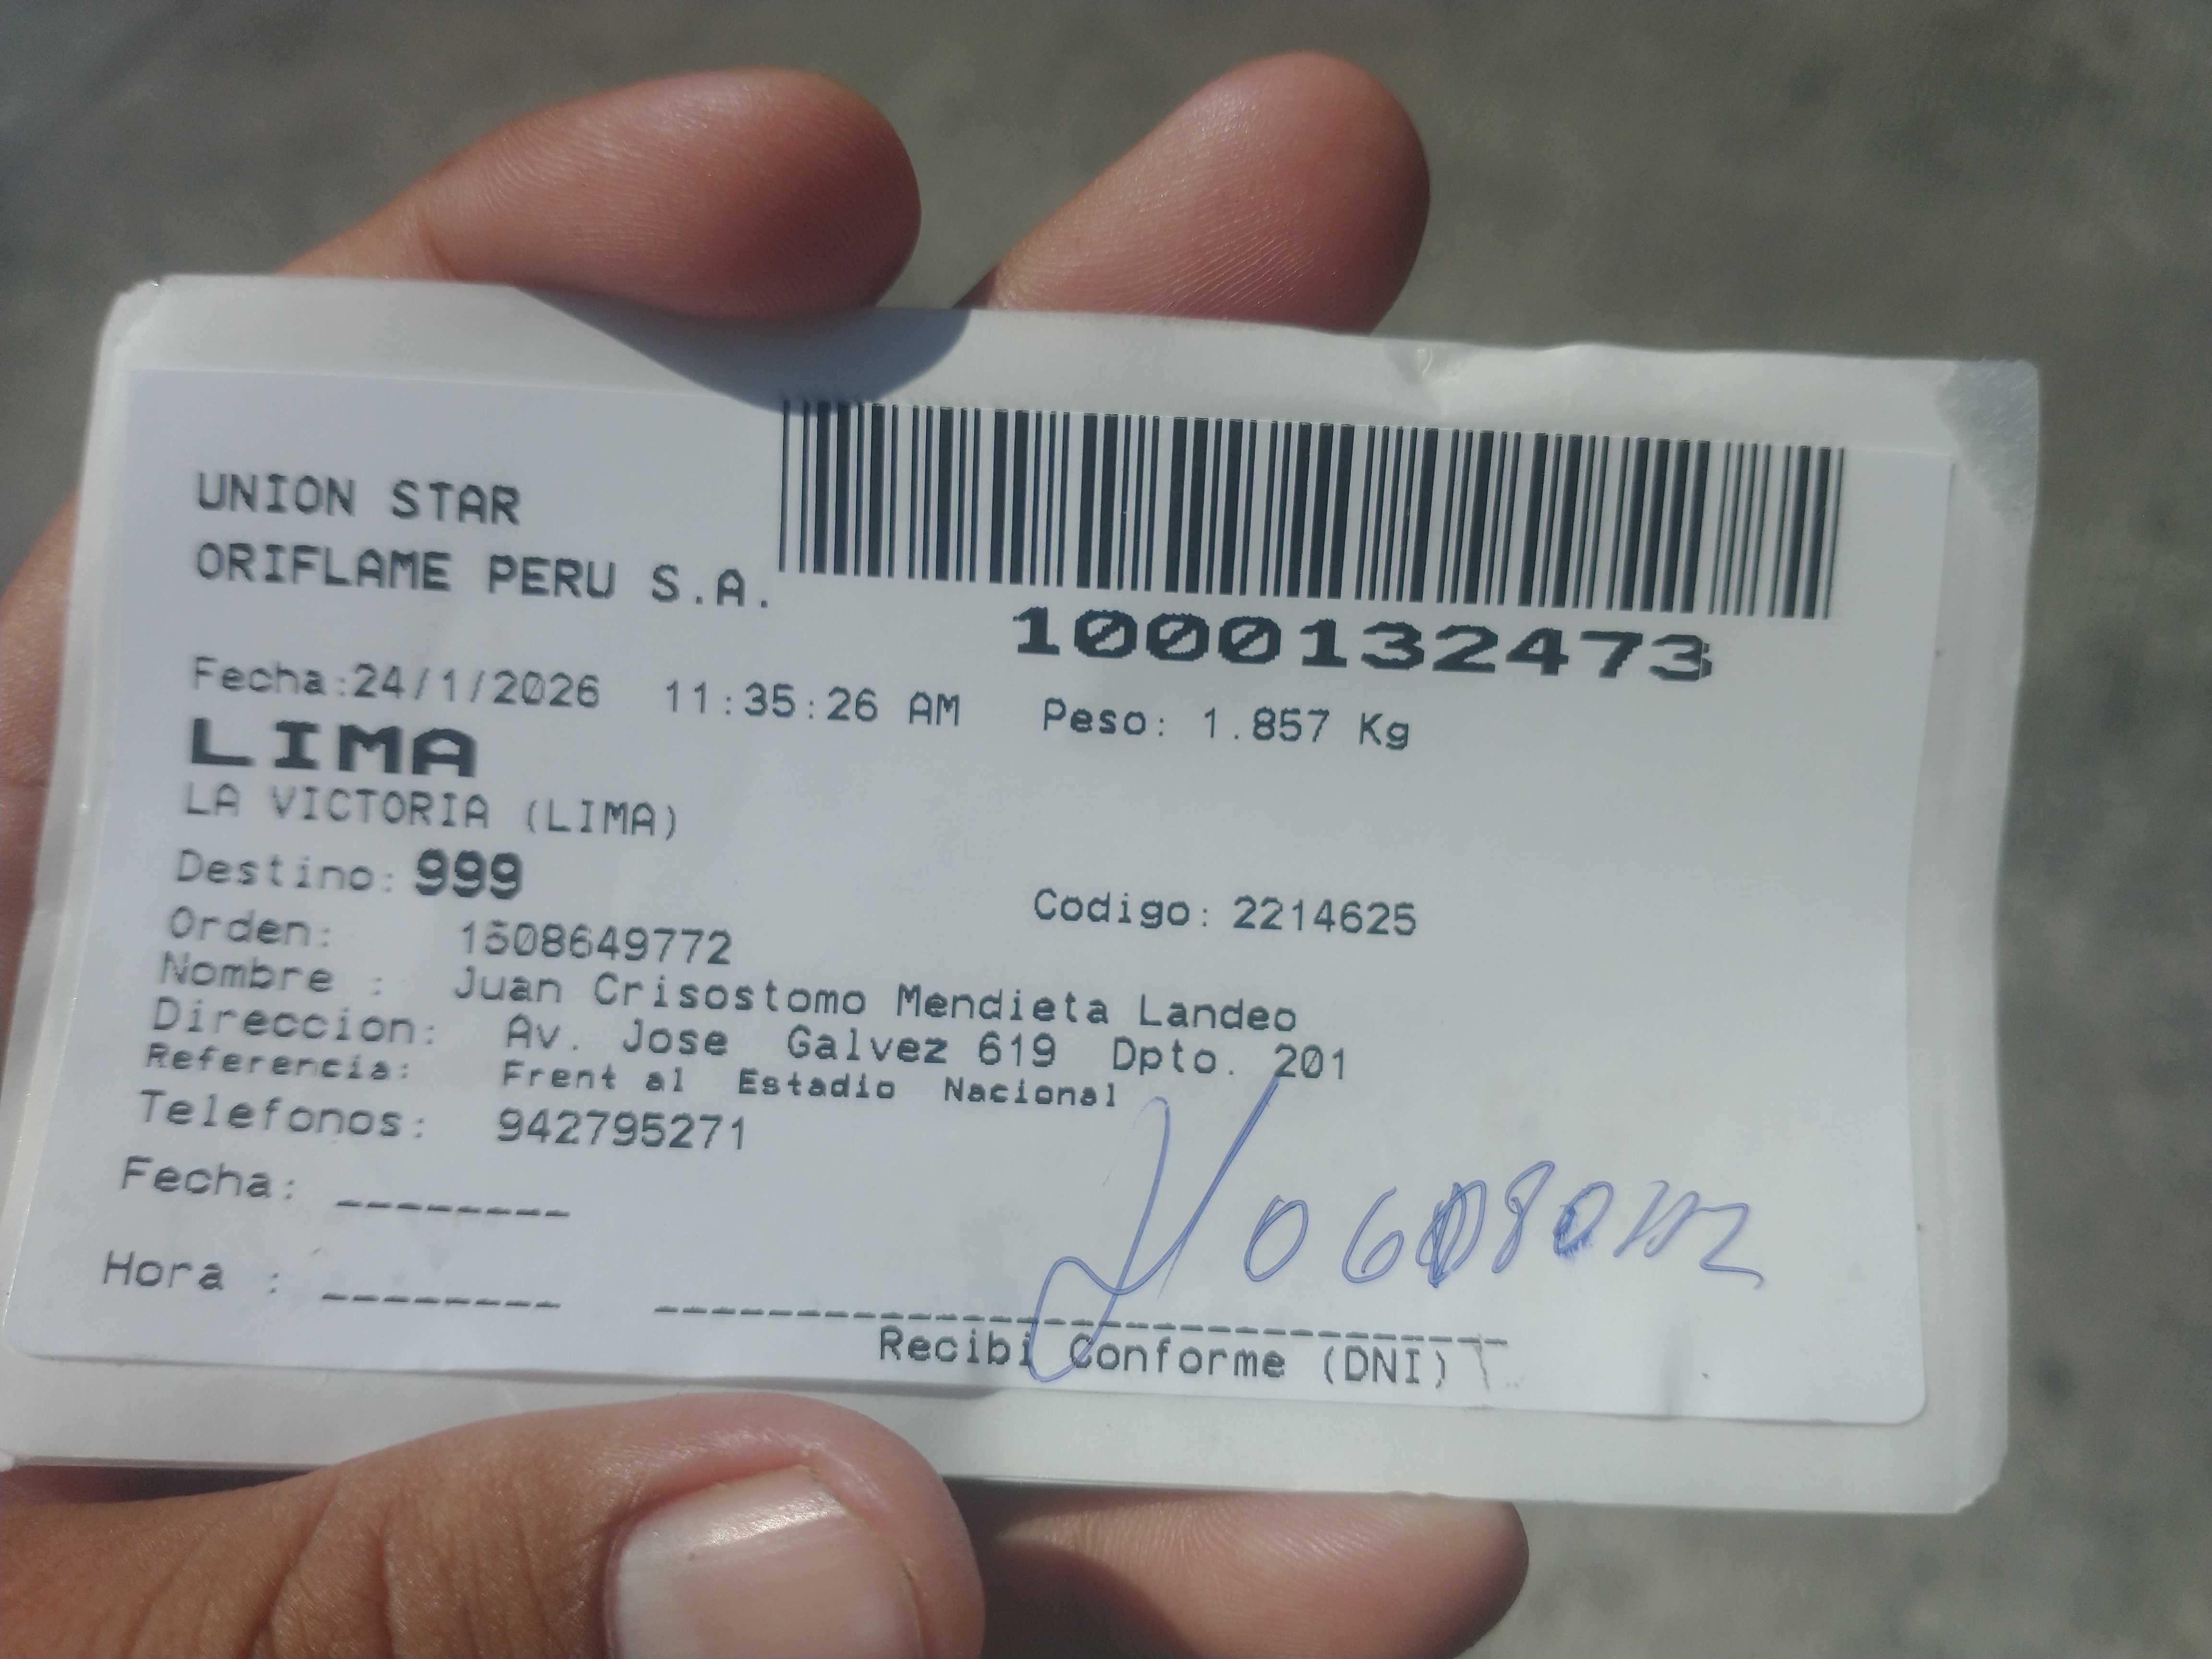 UNION STAR
ORIFLAME PERU S.A.
1000132473
Fecha:24/1/2026 11:35:26 AM Peso: 1.857 Kg
LIMA
LA VICTORIA (LIMA)
Destino: 999
Codigo: 2214625
Orden: 1508649772
Nombre : Juan Crisostomo Mendieta Landeo
Direccion: Av. Jose Galvez 619 Dpto. 201
Referencia: Frent al Estadio Nacional
Telefonos: 942795271
Fecha: ________
Hora : ________
Recibi Conforme (DNI)